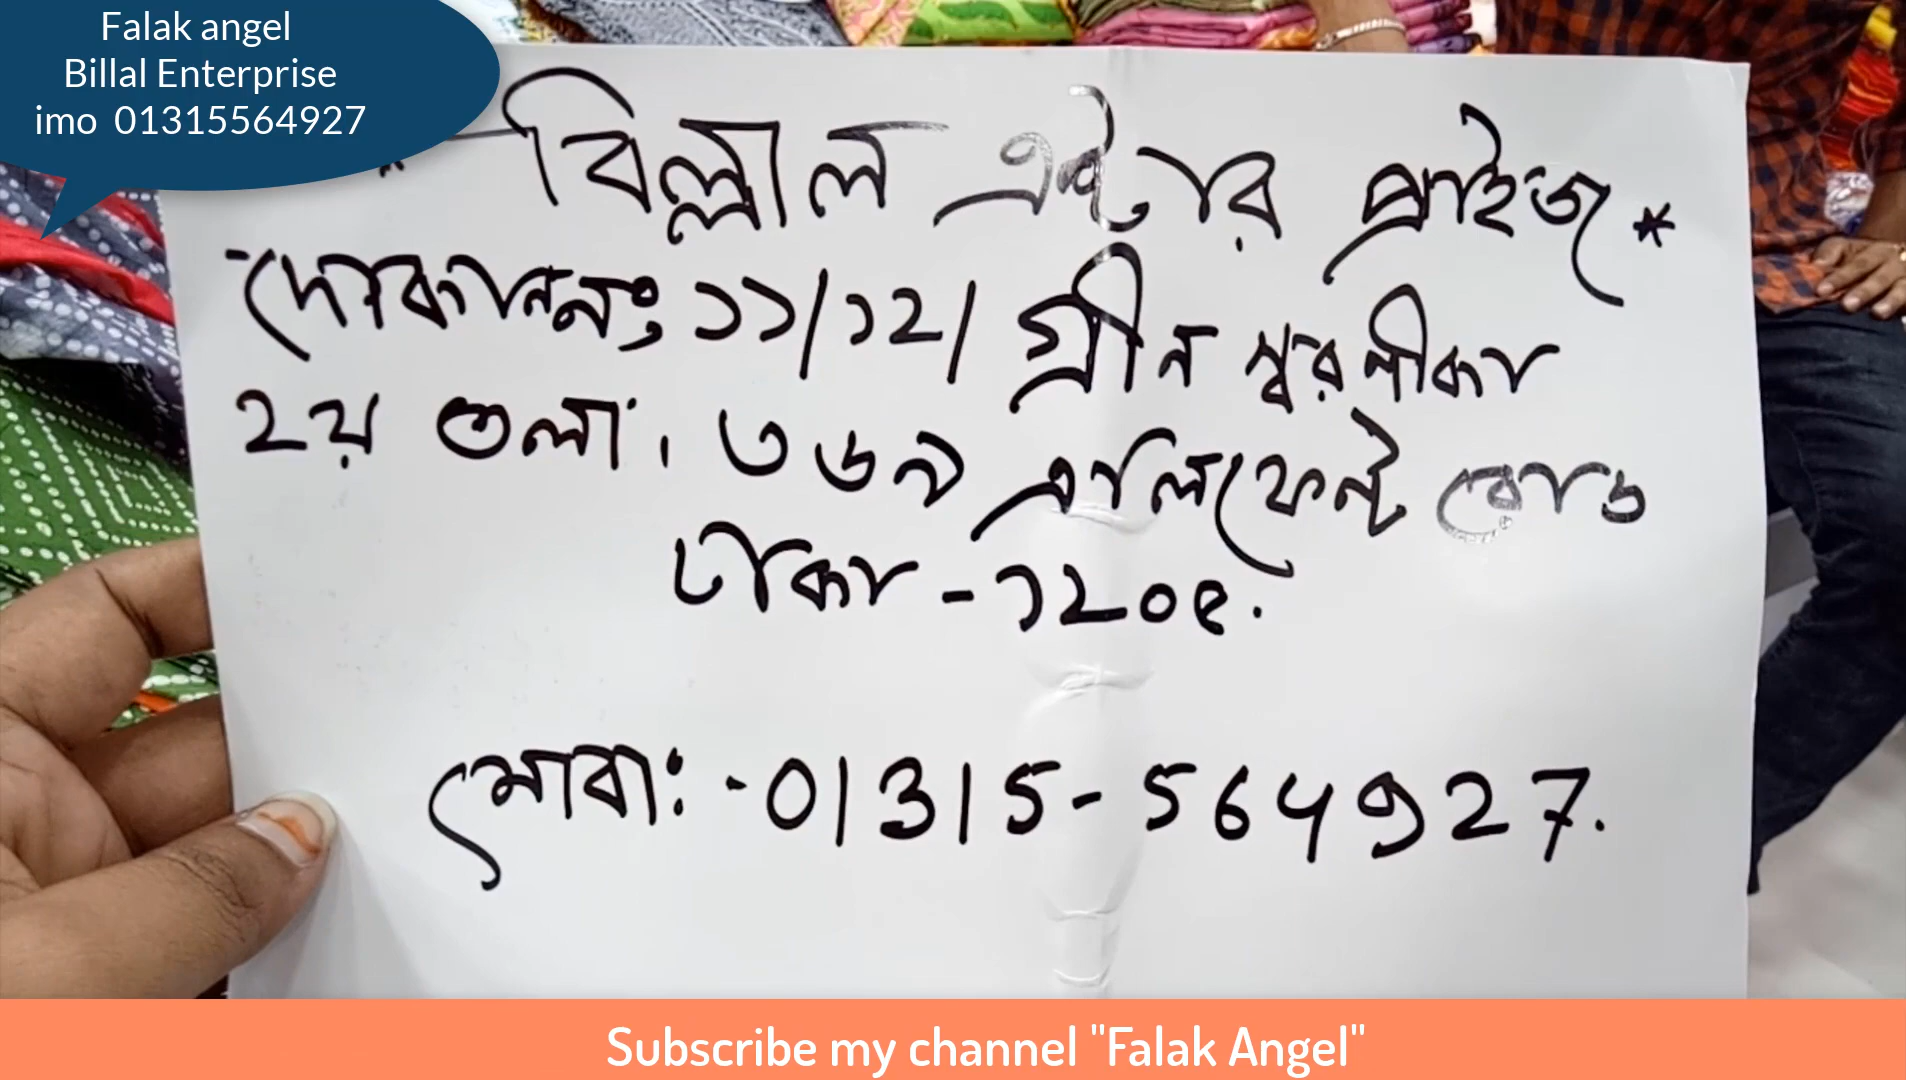 Falak angel
Billal Enterprise
imo 01315564927
* বিল্লাল এন্টার প্রাইজ *
দোকান নং ১১/১২/ গ্রীন স্বরনীকা
২য় তলা। ৩৬৯ এলিফেন্ট রোড
ঢাকা - ১২০৫.
মোবা: - 01315-564927.
Subscribe my channel "Falak Angel"